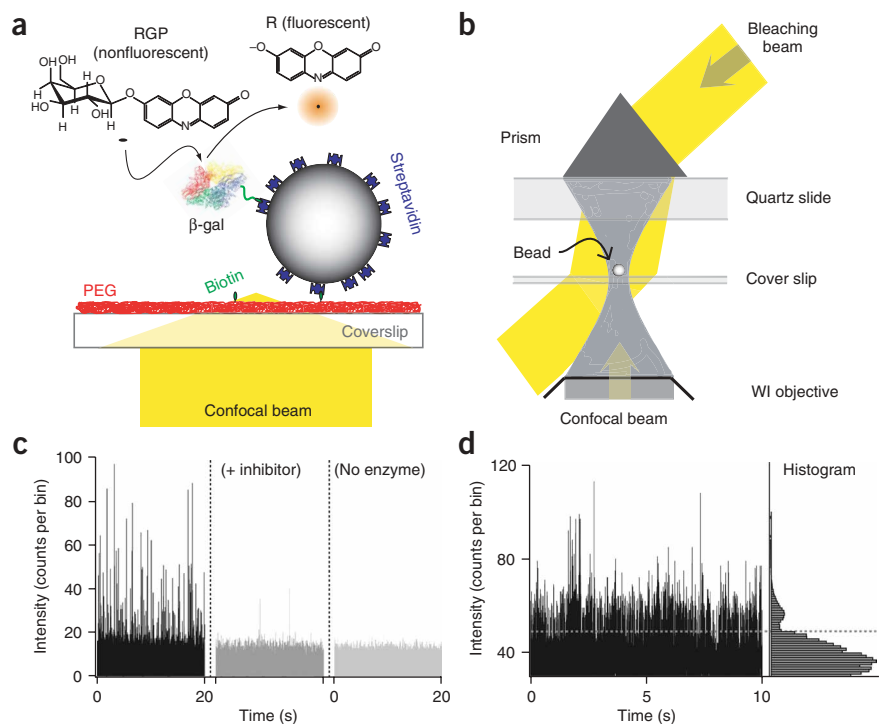 a
RGP
(nonfluorescent)
R (fluorescent)
–O
O
O
N
OH
OH
HO
H
H
H
OH
H
O
O
O
O
N
β-gal
Streptavidin
PEG
Biotin
Coverslip
Confocal beam
b
Bleaching
beam
Prism
Quartz slide
Bead
Cover slip
WI objective
Confocal beam
c
Intensity (counts per bin)
100
80
60
40
20
0
(+ inhibitor)
(No enzyme)
0
20
0
20
Time (s)
d
Intensity (counts per bin)
120
80
40
Histogram
0
5
10
Time (s)